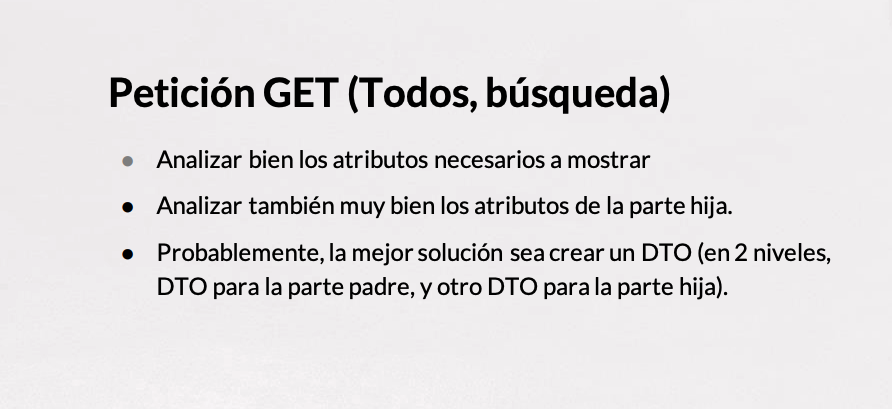 Petición GET (Todos, búsqueda)
● Analizar bien los atributos necesarios a mostrar
● Analizar también muy bien los atributos de la parte hija.
● Probablemente, la mejor solución sea crear un DTO (en 2 niveles,
DTO para la parte padre, y otro DTO para la parte hija).